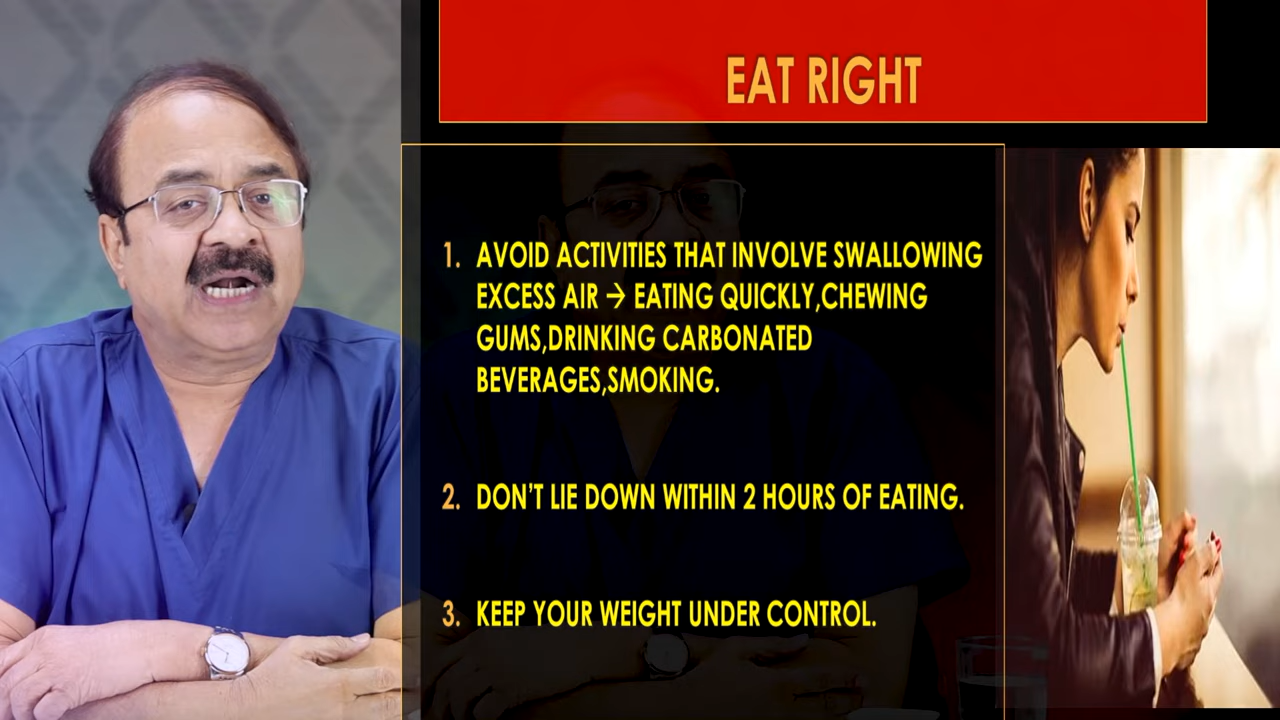 EAT RIGHT
1. AVOID ACTIVITIES THAT INVOLVE SWALLOWING
EXCESS AIR → EATING QUICKLY,CHEWING
GUMS,DRINKING CARBONATED
BEVERAGES,SMOKING.
2. DON'T LIE DOWN WITHIN 2 HOURS OF EATING.
3. KEEP YOUR WEIGHT UNDER CONTROL.